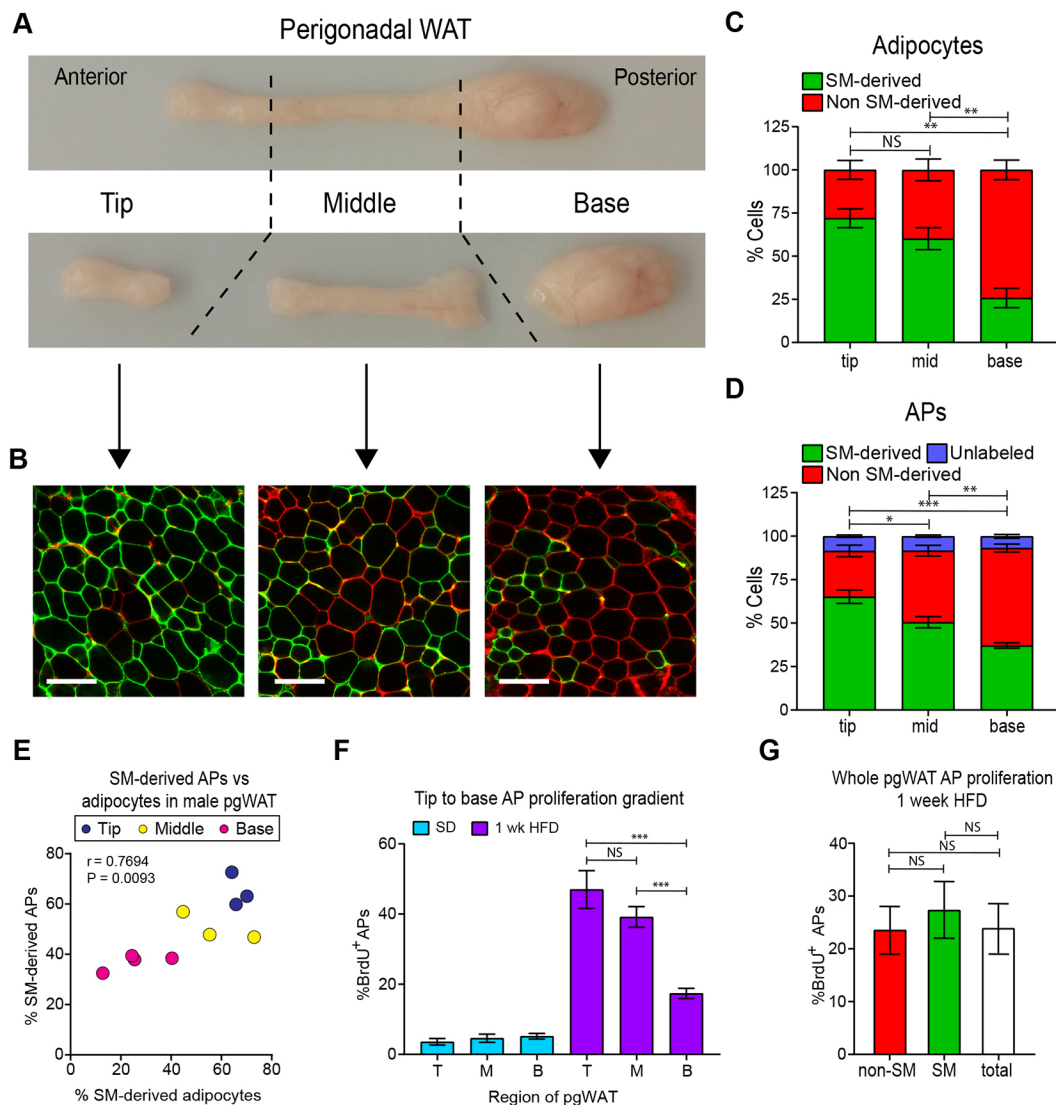 A
Perigonadal WAT
Anterior
Posterior
Tip
Middle
Base
B
C
Adipocytes
SM-derived
Non SM-derived
**
**
NS
125
100
75
50
25
0
% Cells
tip
mid
base
D
APs
SM-derived
Unlabeled
Non SM-derived
**
***
*
125
100
75
50
25
0
% Cells
tip
mid
base
E
SM-derived APs vs
adipocytes in male pgWAT
Tip
Middle
Base
r = 0.7694
P = 0.0093
80
60
40
20
0
% SM-derived APs
0
20
40
60
80
% SM-derived adipocytes
F
Tip to base AP proliferation gradient
SD
1 wk HFD
***
NS
***
60
40
20
0
%BrdU+ APs
T
M
B
T
M
B
Region of pgWAT
G
Whole pgWAT AP proliferation
1 week HFD
NS
NS
NS
40
30
20
10
0
%BrdU+ APs
non-SM
SM
total